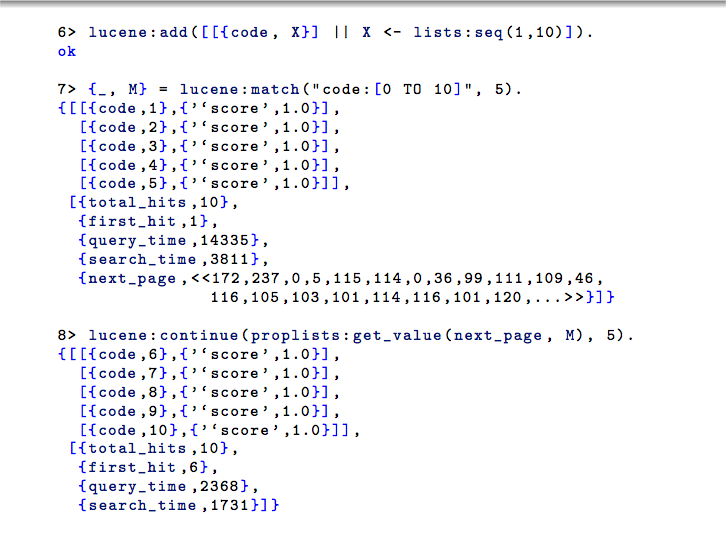 6> lucene:add([[{code, X}] || X <- lists:seq(1,10)]).
ok
7> {_, M} = lucene:match("code:[0 TO 10]", 5).
{[[{code,1},{’‘score’,1.0}],
[{code,2},{’‘score’,1.0}],
[{code,3},{’‘score’,1.0}],
[{code,4},{’‘score’,1.0}],
[{code,5},{’‘score’,1.0}]],
[{total_hits,10},
{first_hit,1},
{query_time,14335},
{search_time,3811},
{next_page,<<172,237,0,5,115,114,0,36,99,111,109,46,
116,105,103,101,114,116,101,120,...>>}]}
8> lucene:continue(proplists:get_value(next_page, M), 5).
{[[{code,6},{’‘score’,1.0}],
[{code,7},{’‘score’,1.0}],
[{code,8},{’‘score’,1.0}],
[{code,9},{’‘score’,1.0}],
[{code,10},{’‘score’,1.0}]],
[{total_hits,10},
{first_hit,6},
{query_time,2368},
{search_time,1731}]}